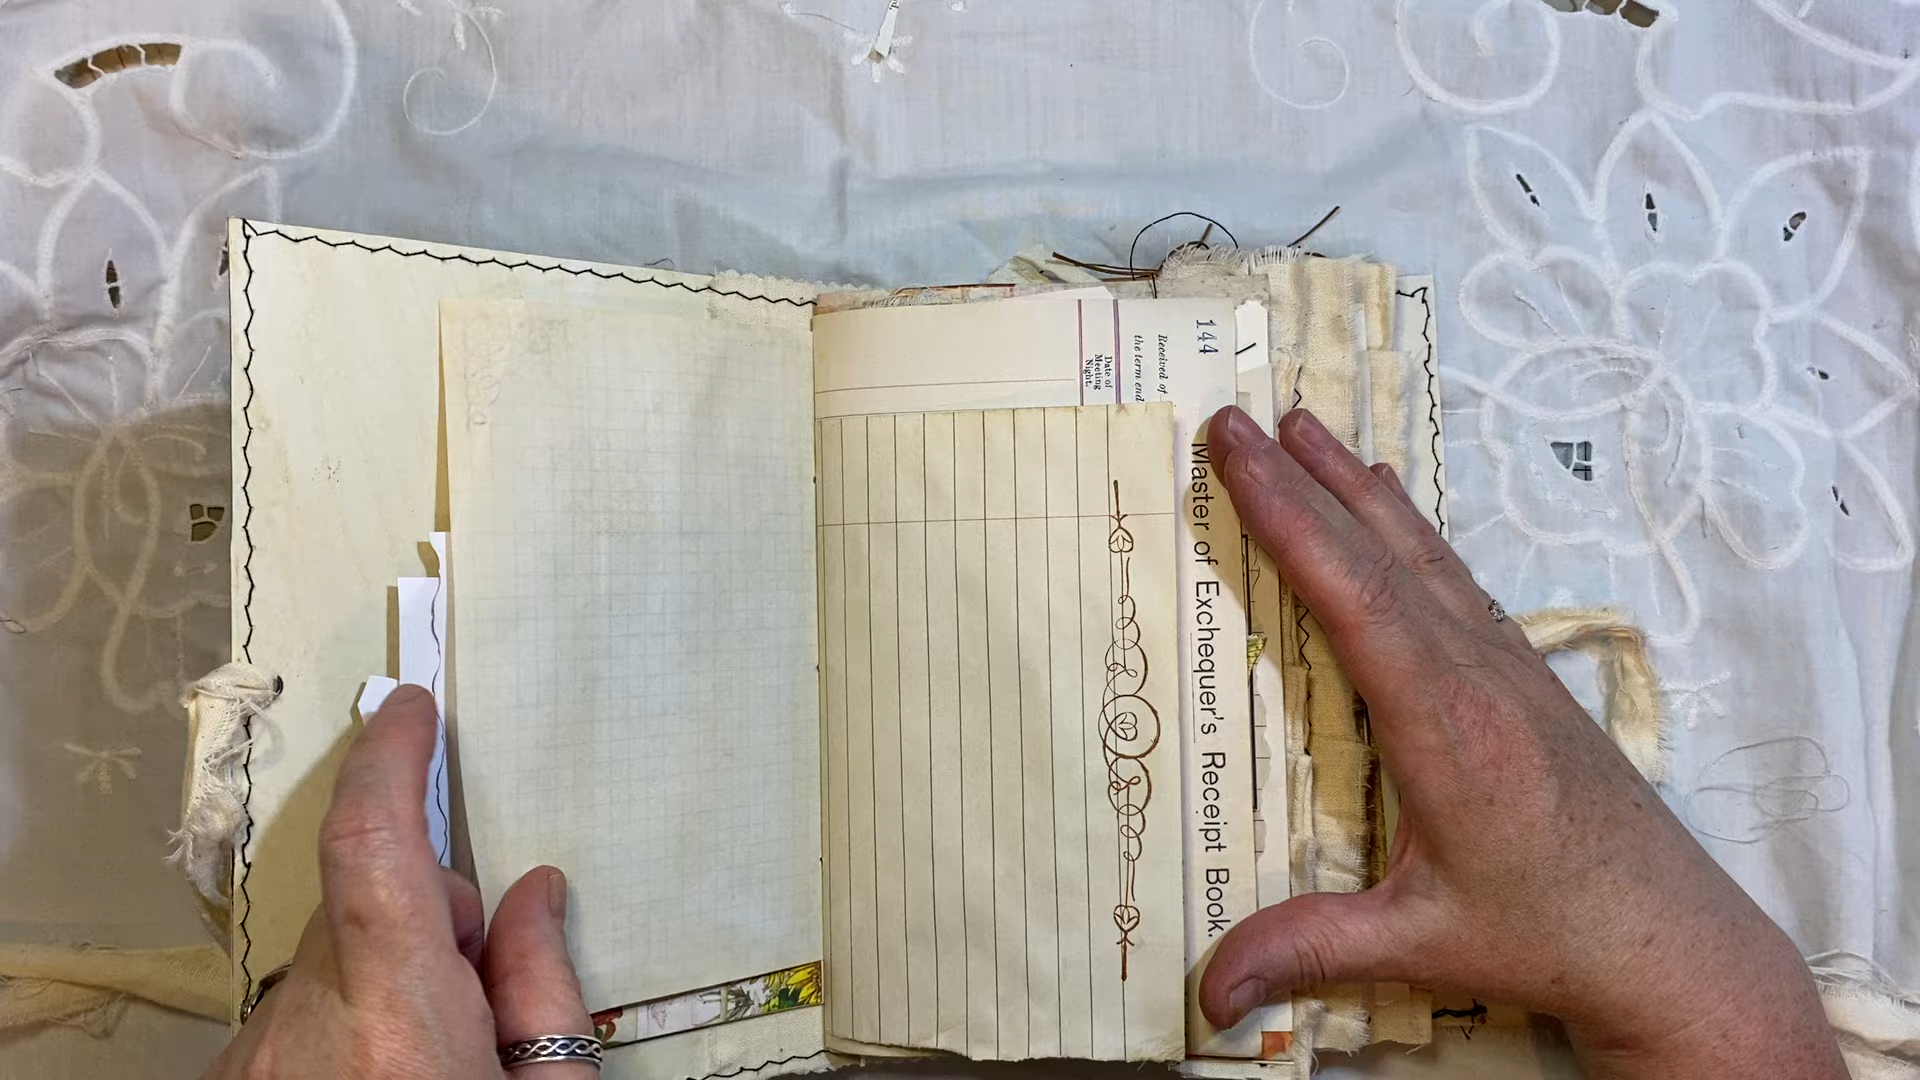 144
Master of Exchequer's Receipt Book.
Received of
the term end
Date of
Meeting
Night.